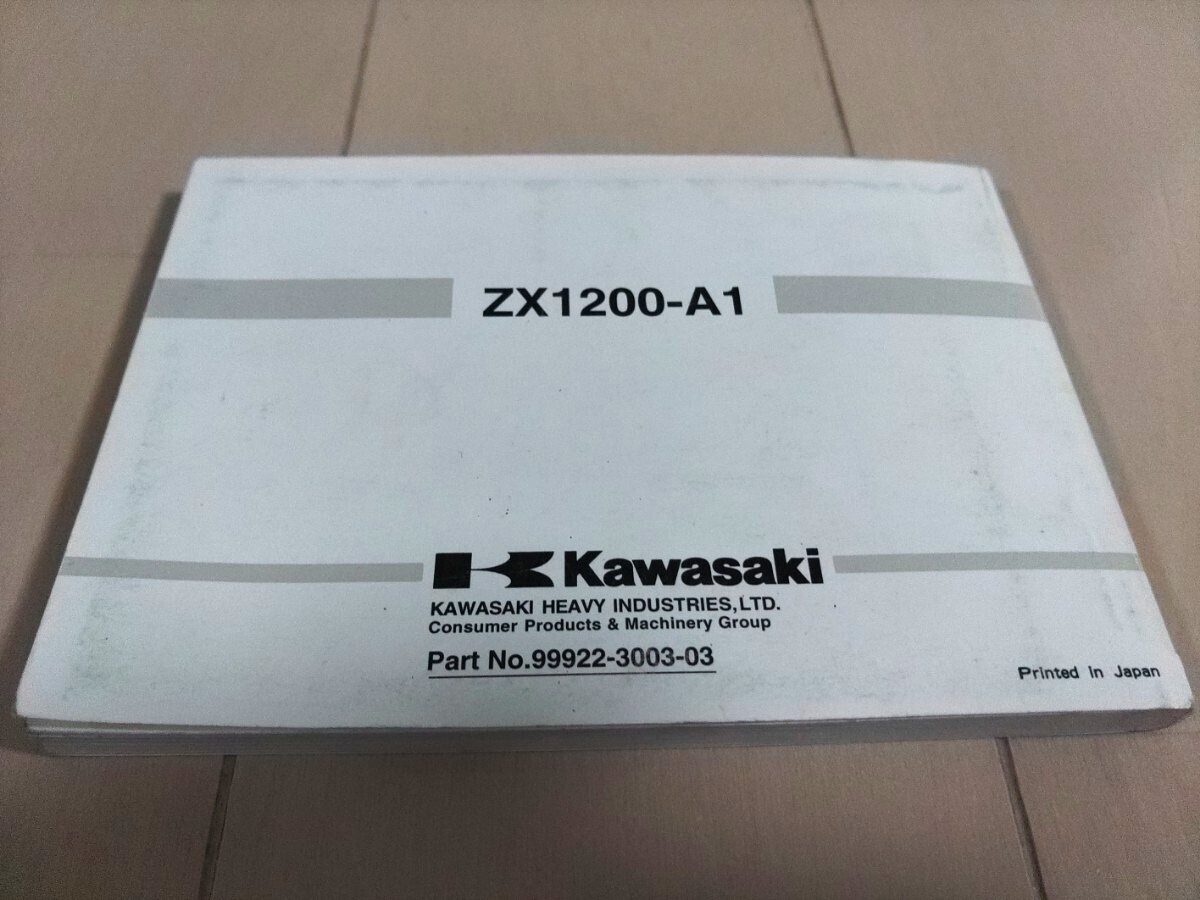 ZX1200-A1
Kawasaki
KAWASAKI HEAVY INDUSTRIES,LTD.
Consumer Products & Machinery Group
Part No.99922-3003-03
Printed in Japan